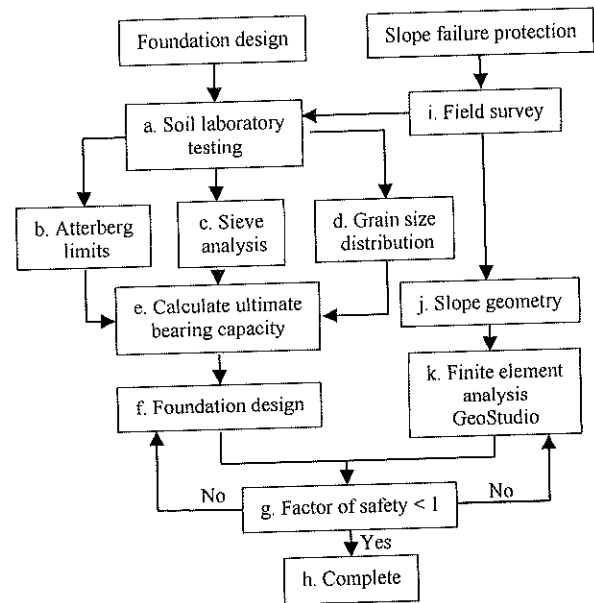 Foundation design
Slope failure protection
a. Soil laboratory
testing
i. Field survey
b. Atterberg
limits
c. Sieve
analysis
d. Grain size
distribution
e. Calculate ultimate
bearing capacity
j. Slope geometry
f. Foundation design
k. Finite element
analysis
GeoStudio
No
g. Factor of safety < 1
No
Yes
h. Complete